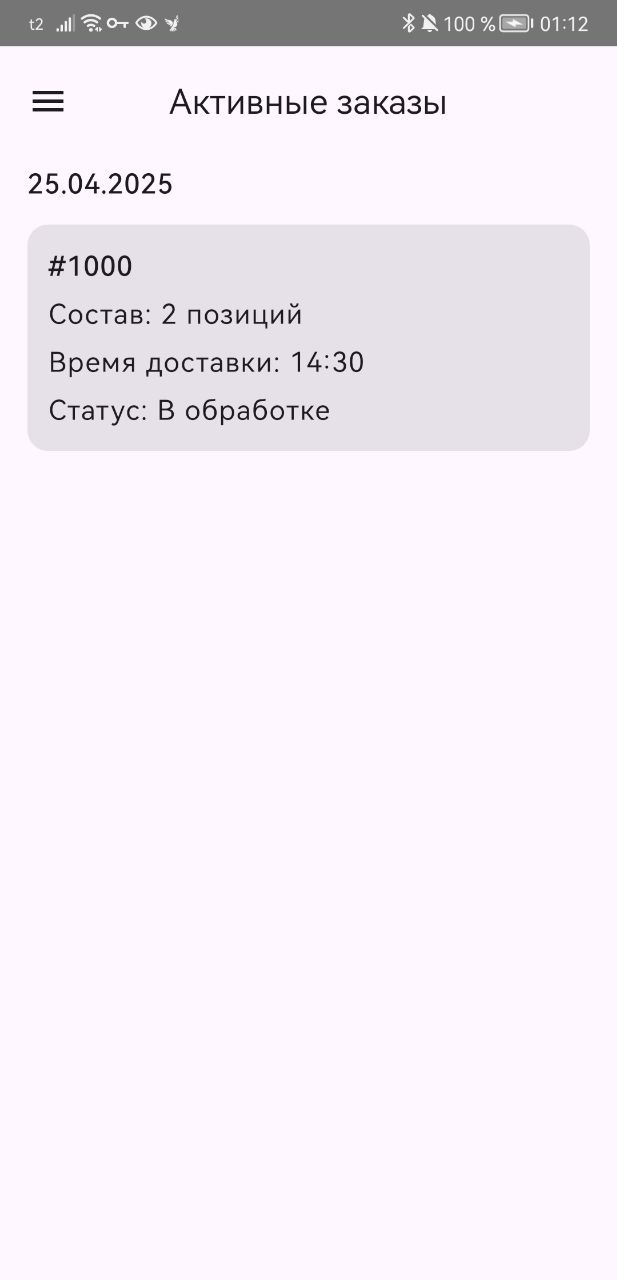 t2 100 % 01:12
Активные заказы
25.04.2025
#1000
Состав: 2 позиций
Время доставки: 14:30
Статус: В обработке